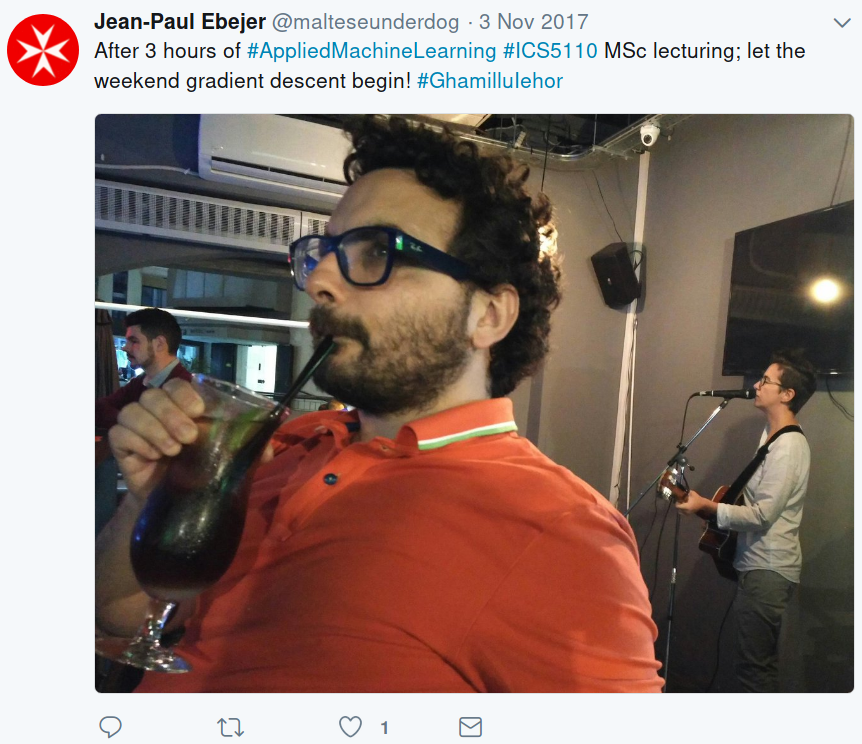 Jean-Paul Ebejer @malteseunderdog · 3 Nov 2017
After 3 hours of #AppliedMachineLearning #ICS5110 MSc lecturing; let the
weekend gradient descent begin! #Ghamillulehor
1